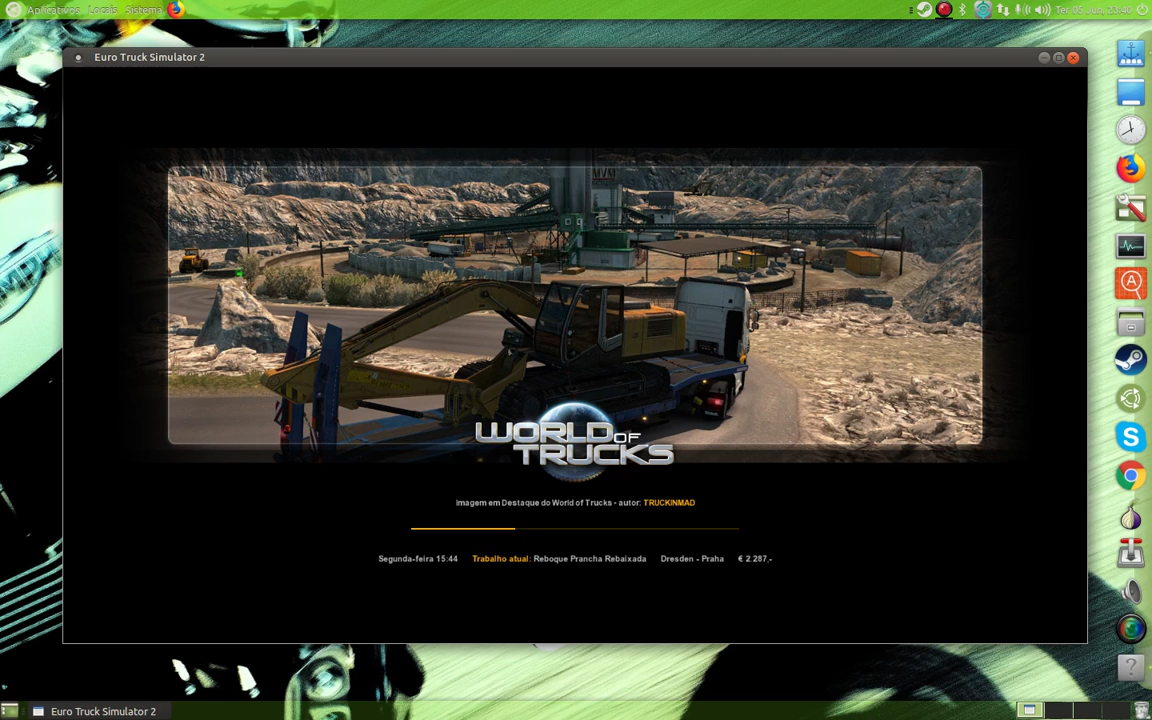 Aplicativos Locais Sistema
Ter 05 Jun, 23:40
Euro Truck Simulator 2
MVM
WORLD OF
TRUCKS
Imagem em Destaque do World of Trucks - autor: TRUCKINMAD
Segunda-feira 15:44 Trabalho atual: Reboque Prancha Rebaixada Dresden - Praha € 2.287,-
Euro Truck Simulator 2